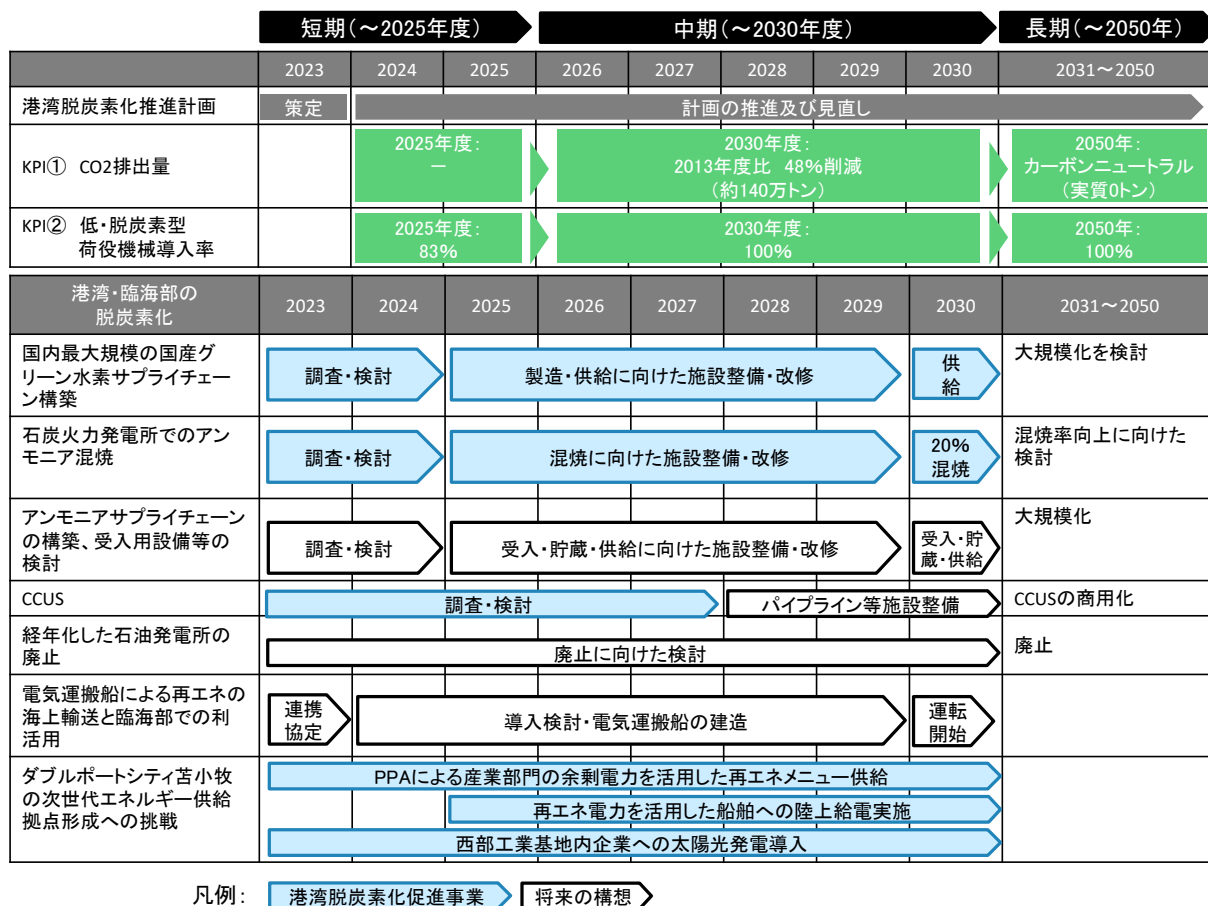 短期(～2025年度) 中期(～2030年度) 長期(～2050年)
2023 2024 2025 2026 2027 2028 2029 2030 2031～2050
港湾脱炭素化推進計画 策定 計画の推進及び見直し
KPI① CO2排出量
2025年度:
－
2030年度:
2013年度比 48%削減
(約140万トン)
2050年:
カーボンニュートラル
(実質0トン)
KPI② 低・脱炭素型
荷役機械導入率
2025年度:
83%
2030年度:
100%
2050年:
100%
港湾・臨海部の
脱炭素化
2023 2024 2025 2026 2027 2028 2029 2030 2031～2050
国内最大規模の国産グ
リーン水素サプライチェー
ン構築
調査・検討
製造・供給に向けた施設整備・改修
供
給
大規模化を検討
石炭火力発電所でのアン
モニア混焼
調査・検討
混焼に向けた施設整備・改修
20%
混焼
混焼率向上に向けた
検討
アンモニアサプライチェーン
の構築、受入用設備等の
検討
調査・検討
受入・貯蔵・供給に向けた施設整備・改修
受入・貯
蔵・供給
大規模化
CCUS
調査・検討
パイプライン等施設整備
CCUSの商用化
経年化した石油発電所の
廃止
廃止に向けた検討
廃止
電気運搬船による再エネの
海上輸送と臨海部での利
活用
連携
協定
導入検討・電気運搬船の建造
運転
開始
ダブルポートシティ苫小牧
の次世代エネルギー供給
拠点形成への挑戦
PPAによる産業部門の余剰電力を活用した再エネメニュー供給
再エネ電力を活用した船舶への陸上給電実施
西部工業基地内企業への太陽光発電導入
凡例: 港湾脱炭素化促進事業 将来の構想